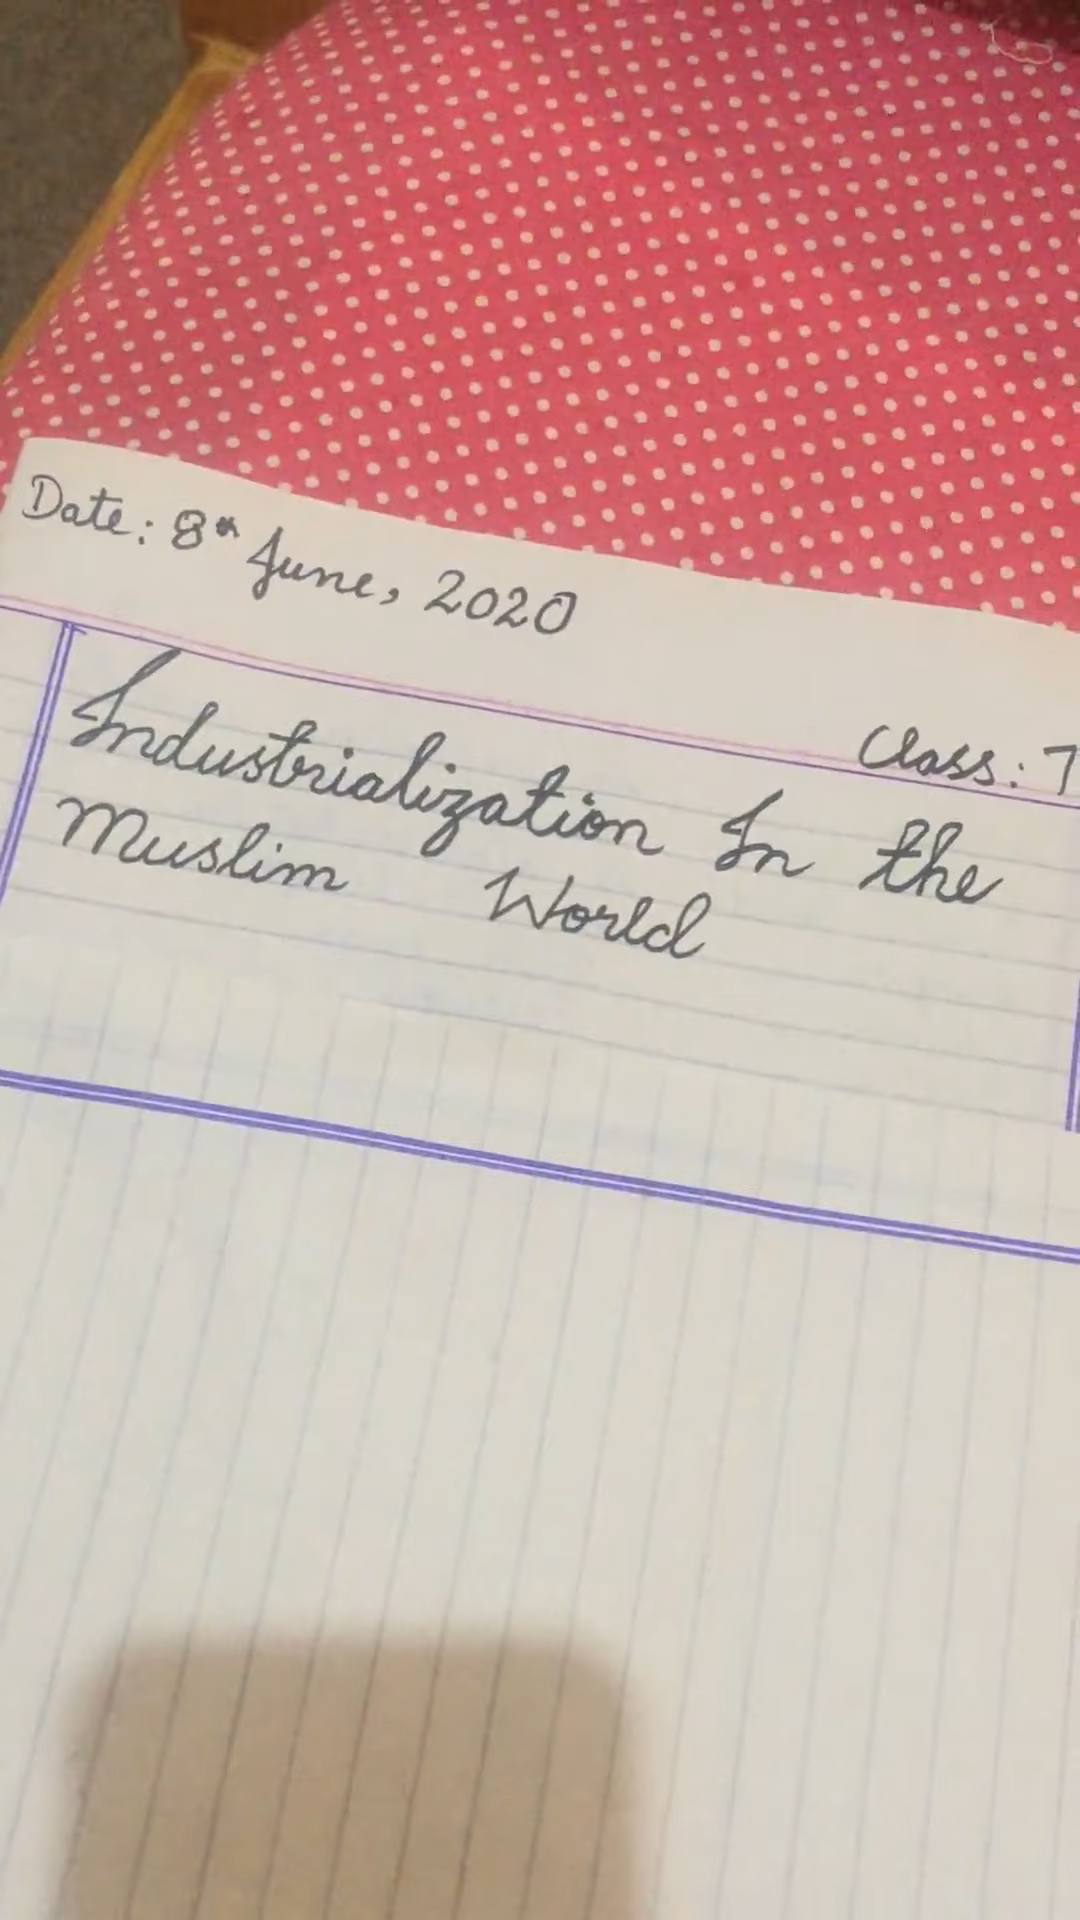 Date: 8th June, 2020
Class: 7
Industrialization In the
Muslim World